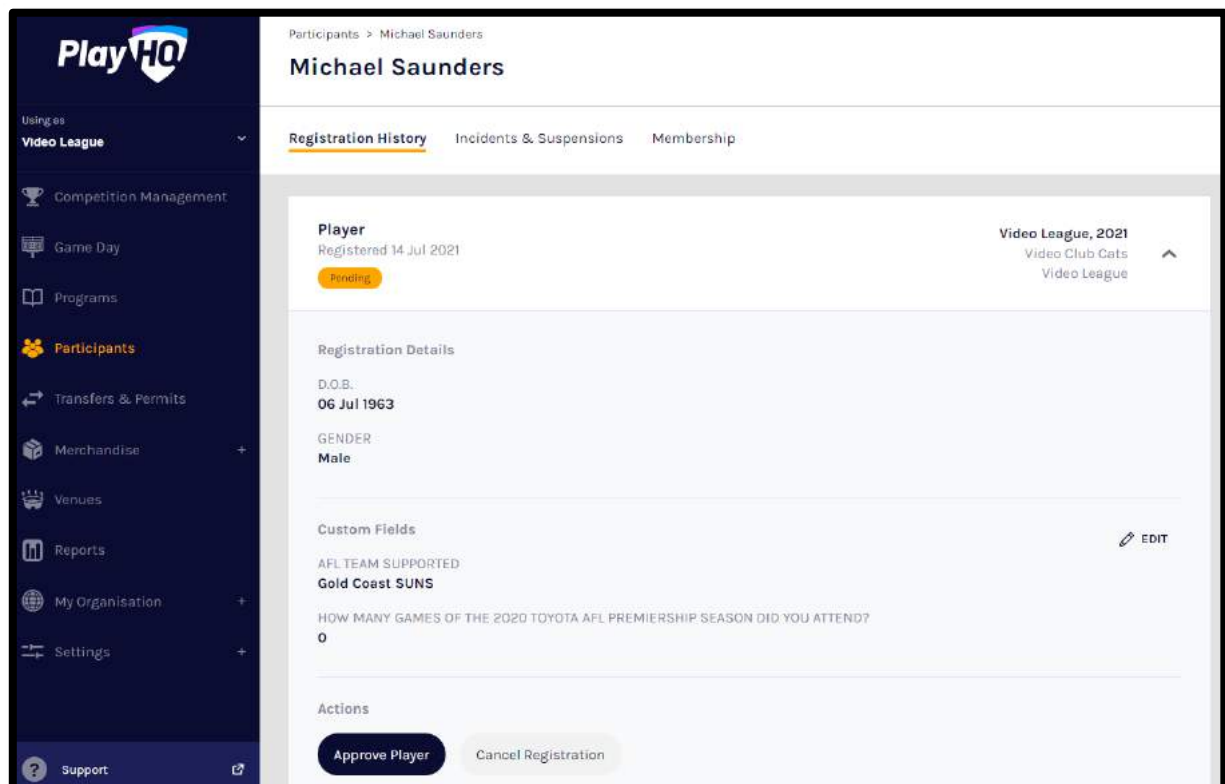 PlayHQ
Using as
Video League
Competition Management
Game Day
Programs
Participants
Transfers & Permits
Merchandise +
Venues
Reports
My Organisation +
Settings +
? Support
Participants > Michael Saunders
Michael Saunders
Registration History Incidents & Suspensions Membership
Player
Registered 14 Jul 2021
Pending
Video League, 2021
Video Club Cats
Video League
Registration Details
D.O.B.
06 Jul 1963
GENDER
Male
Custom Fields
EDIT
AFL TEAM SUPPORTED
Gold Coast SUNS
HOW MANY GAMES OF THE 2020 TOYOTA AFL PREMIERSHIP SEASON DID YOU ATTEND?
0
Actions
Approve Player Cancel Registration